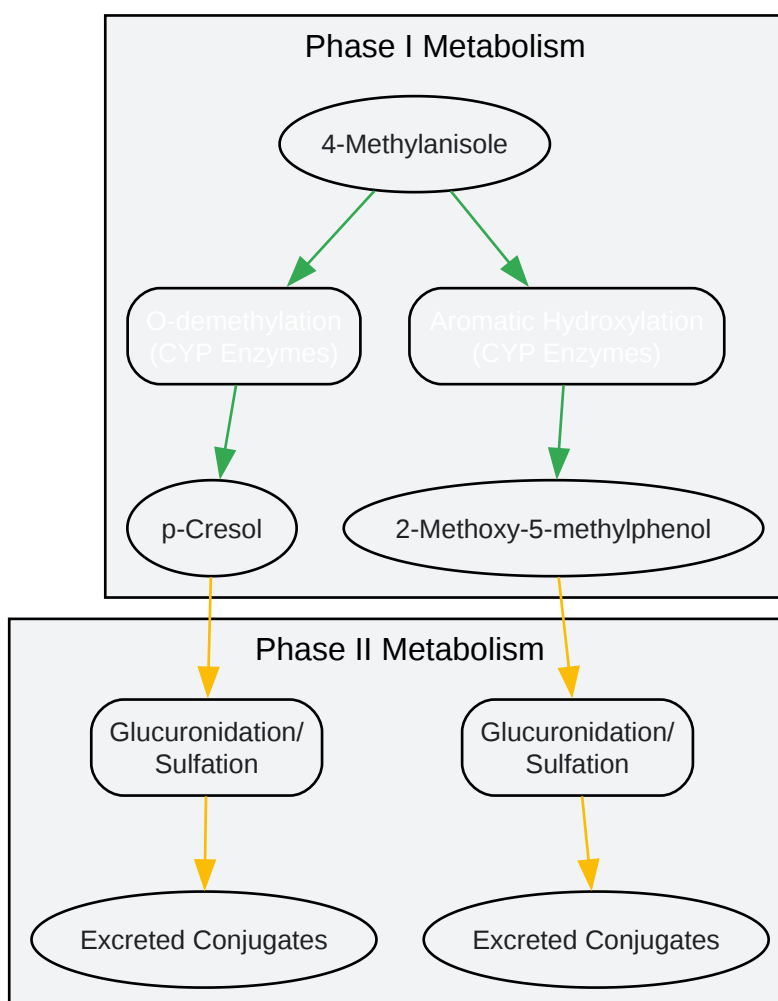 Phase I Metabolism
4-Methylanisole
O-demethylation
(CYP Enzymes)
Aromatic Hydroxylation
(CYP Enzymes)
p-Cresol
2-Methoxy-5-methylphenol
Phase II Metabolism
Glucuronidation/
Sulfation
Glucuronidation/
Sulfation
Excreted Conjugates
Excreted Conjugates